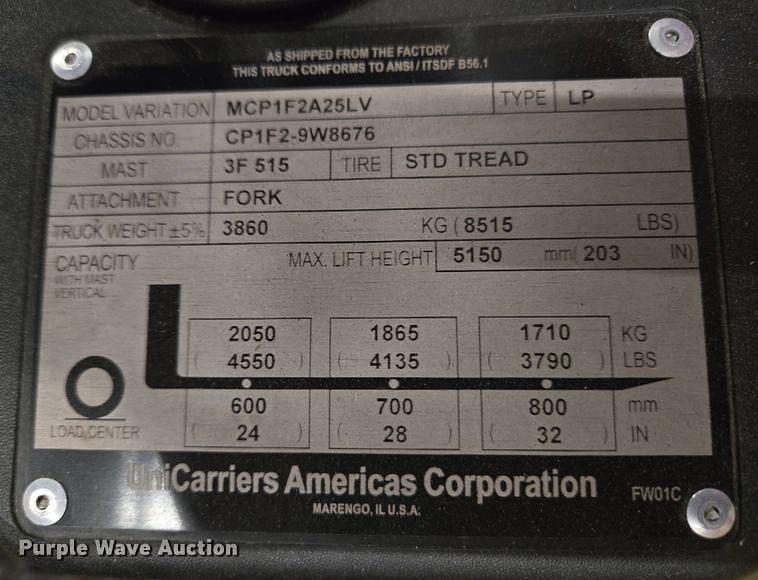 AS SHIPPED FROM THE FACTORY
THIS TRUCK CONFORMS TO ANSI / ITSDF B56.1
MODEL VARIATION MCP1F2A25LV TYPE LP
CHASSIS NO. CP1F2-9W8676
MAST 3F 515 TIRE STD TREAD
ATTACHMENT FORK
TRUCK WEIGHT ±5% 3860 KG ( 8515 LBS)
CAPACITY MAX. LIFT HEIGHT 5150 mm( 203 IN)
WITH MAST
VERTICAL
2050 1865 1710 KG
( 4550 ) ( 4135 ) ( 3790 ) LBS
600 700 800 mm
LOAD CENTER ( 24 ) ( 28 ) ( 32 ) IN
UniCarriers Americas Corporation FW01C
MARENGO, IL U.S.A.
Purple Wave Auction